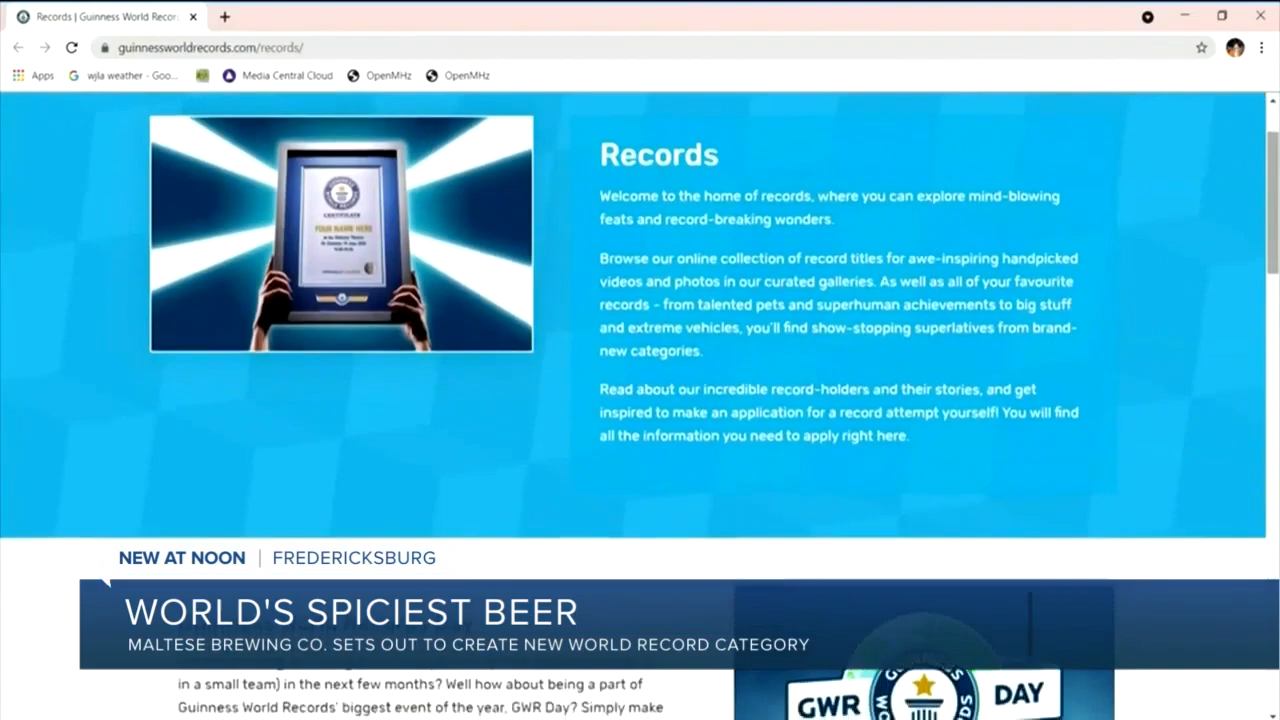 Records | Guinness World Recor
guinnessworldrecords.com/records/
Apps
wjla weather - Goo...
Media Central Cloud
OpenMHz
OpenMHz
CERTIFICATE
YOUR NAME HERE
Records
Welcome to the home of records, where you can explore mind-blowing
feats and record-breaking wonders.
Browse our online collection of record titles for awe-inspiring handpicked
videos and photos in our curated galleries. As well as all of your favourite
records - from talented pets and superhuman achievements to big stuff
and extreme vehicles, you'll find show-stopping superlatives from brand-
new categories.
Read about our incredible record-holders and their stories, and get
inspired to make an application for a record attempt yourself! You will find
all the information you need to apply right here.
NEW AT NOON | FREDERICKSBURG
WORLD'S SPICIEST BEER
MALTESE BREWING CO. SETS OUT TO CREATE NEW WORLD RECORD CATEGORY
in a small team) in the next few months? Well how about being a part of
Guinness World Records' biggest event of the year, GWR Day? Simply make
GWR
DAY